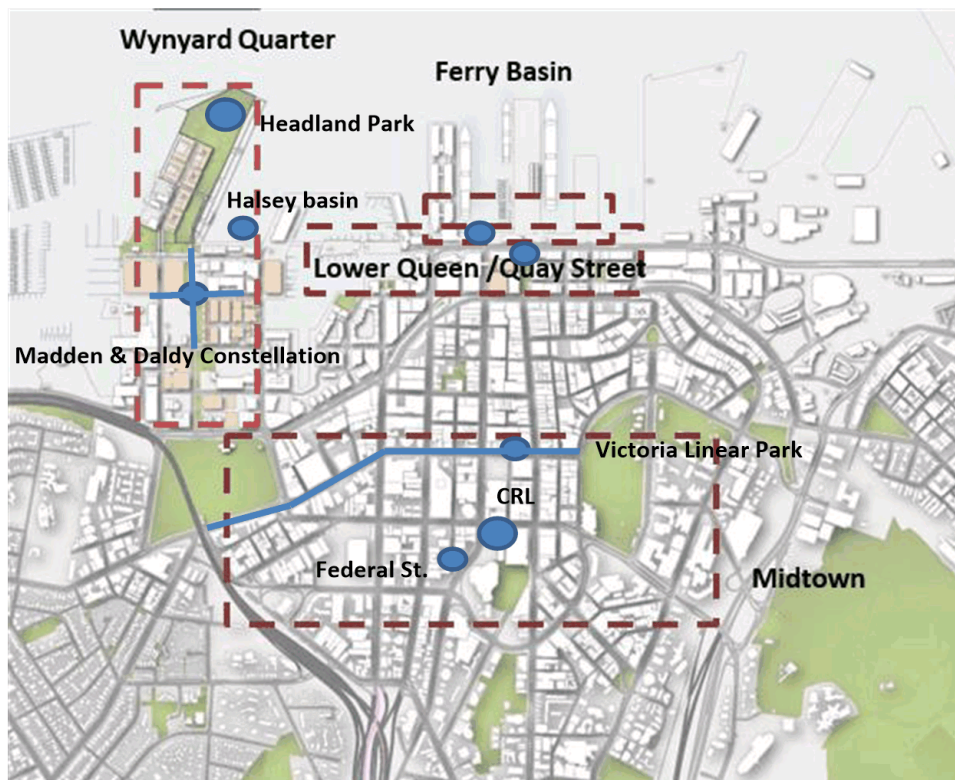 Wynyard Quarter
Ferry Basin
Headland Park
Halsey basin
Lower Queen /Quay Street
Madden & Daldy Constellation
Victoria Linear Park
CRL
Federal St.
Midtown